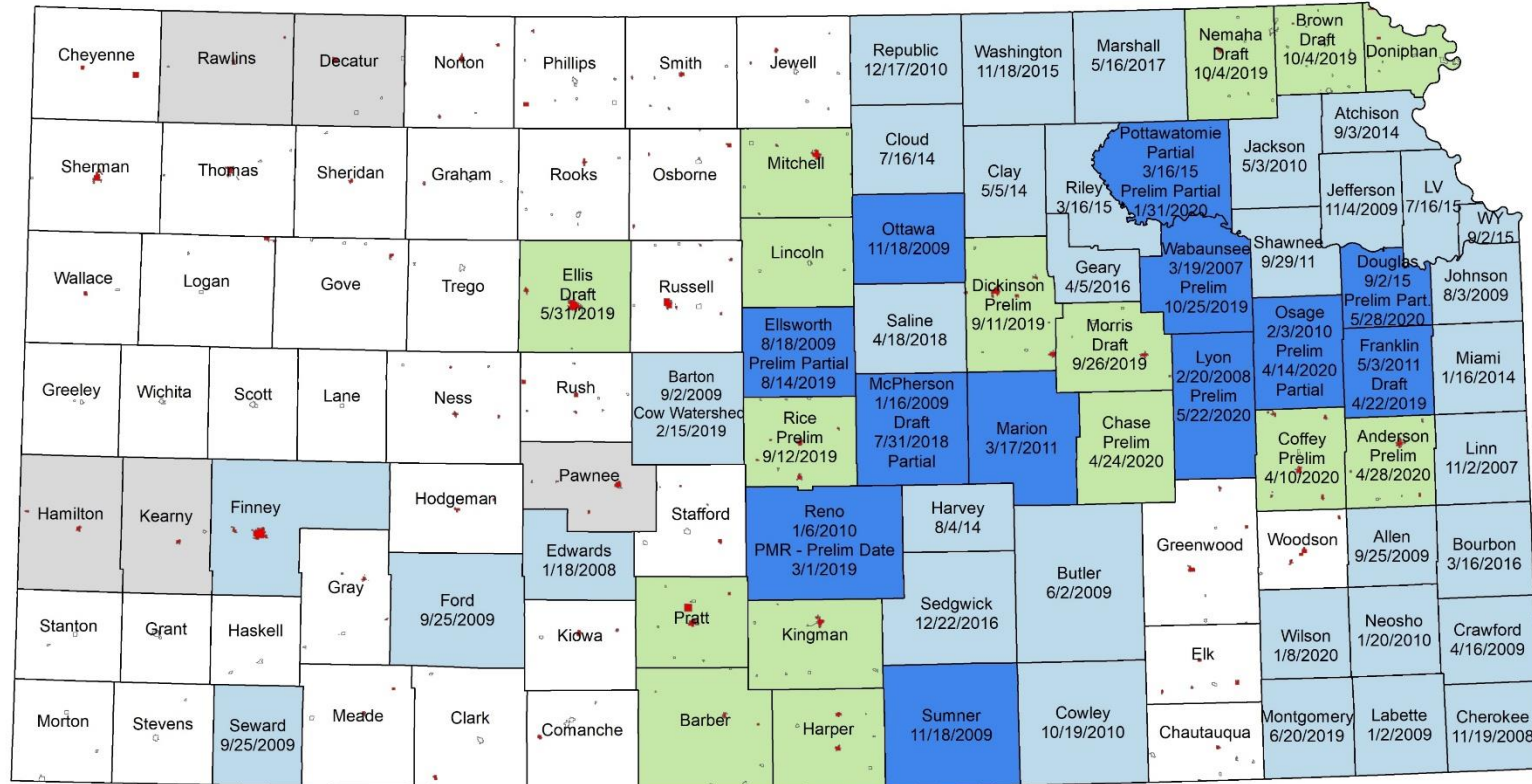 Cheyenne
Rawlins
Decatur
Norton
Phillips
Smith
Jewell
Republic
12/17/2010
Washington
11/18/2015
Marshall
5/16/2017
Nemaha
Draft
10/4/2019
Brown
Draft
10/4/2019
Doniphan
Sherman
Thomas
Sheridan
Graham
Rooks
Osborne
Mitchell
Cloud
7/16/14
Clay
5/5/14
Riley
3/16/15
Pottawatomie
Partial
3/16/15
Prelim Partial
1/31/2020
Jackson
5/3/2010
Atchison
9/3/2014
Jefferson
11/4/2009
LV
7/16/15
WY
9/2/15
Wallace
Logan
Gove
Trego
Ellis
Draft
5/31/2019
Russell
Lincoln
Ottawa
11/18/2009
Saline
4/18/2018
Dickinson
Prelim
9/11/2019
Geary
4/5/2016
Morris
Draft
9/26/2019
Wabaunsee
3/19/2007
Prelim
10/25/2019
Shawnee
9/29/11
Douglas
9/2/15
Prelim Part.
5/28/2020
Johnson
8/3/2009
Greeley
Wichita
Scott
Lane
Ness
Rush
Barton
9/2/2009
Cow Watershed
2/15/2019
Ellsworth
8/18/2009
Prelim Partial
8/14/2019
Rice
Prelim
9/12/2019
McPherson
1/16/2009
Draft
7/31/2018
Partial
Marion
3/17/2011
Chase
Prelim
4/24/2020
Lyon
2/20/2008
Prelim
5/22/2020
Osage
2/3/2010
Prelim
4/14/2020
Partial
Franklin
5/3/2011
Draft
4/22/2019
Miami
1/16/2014
Coffey
Prelim
4/10/2020
Anderson
Prelim
4/28/2020
Linn
11/2/2007
Hamilton
Kearny
Finney
Hodgeman
Pawnee
Stafford
Edwards
1/18/2008
Reno
1/6/2010
PMR - Prelim Date
3/1/2019
Harvey
8/4/14
Butler
6/2/2009
Greenwood
Woodson
Allen
9/25/2009
Bourbon
3/16/2016
Gray
Ford
9/25/2009
Stanton
Grant
Haskell
Kiowa
Pratt
Kingman
Sedgwick
12/22/2016
Elk
Wilson
1/8/2020
Neosho
1/20/2010
Crawford
4/16/2009
Morton
Stevens
Seward
9/25/2009
Meade
Clark
Comanche
Barber
Harper
Sumner
11/18/2009
Cowley
10/19/2010
Chautauqua
Montgomery
6/20/2019
Labette
1/2/2009
Cherokee
11/19/2008